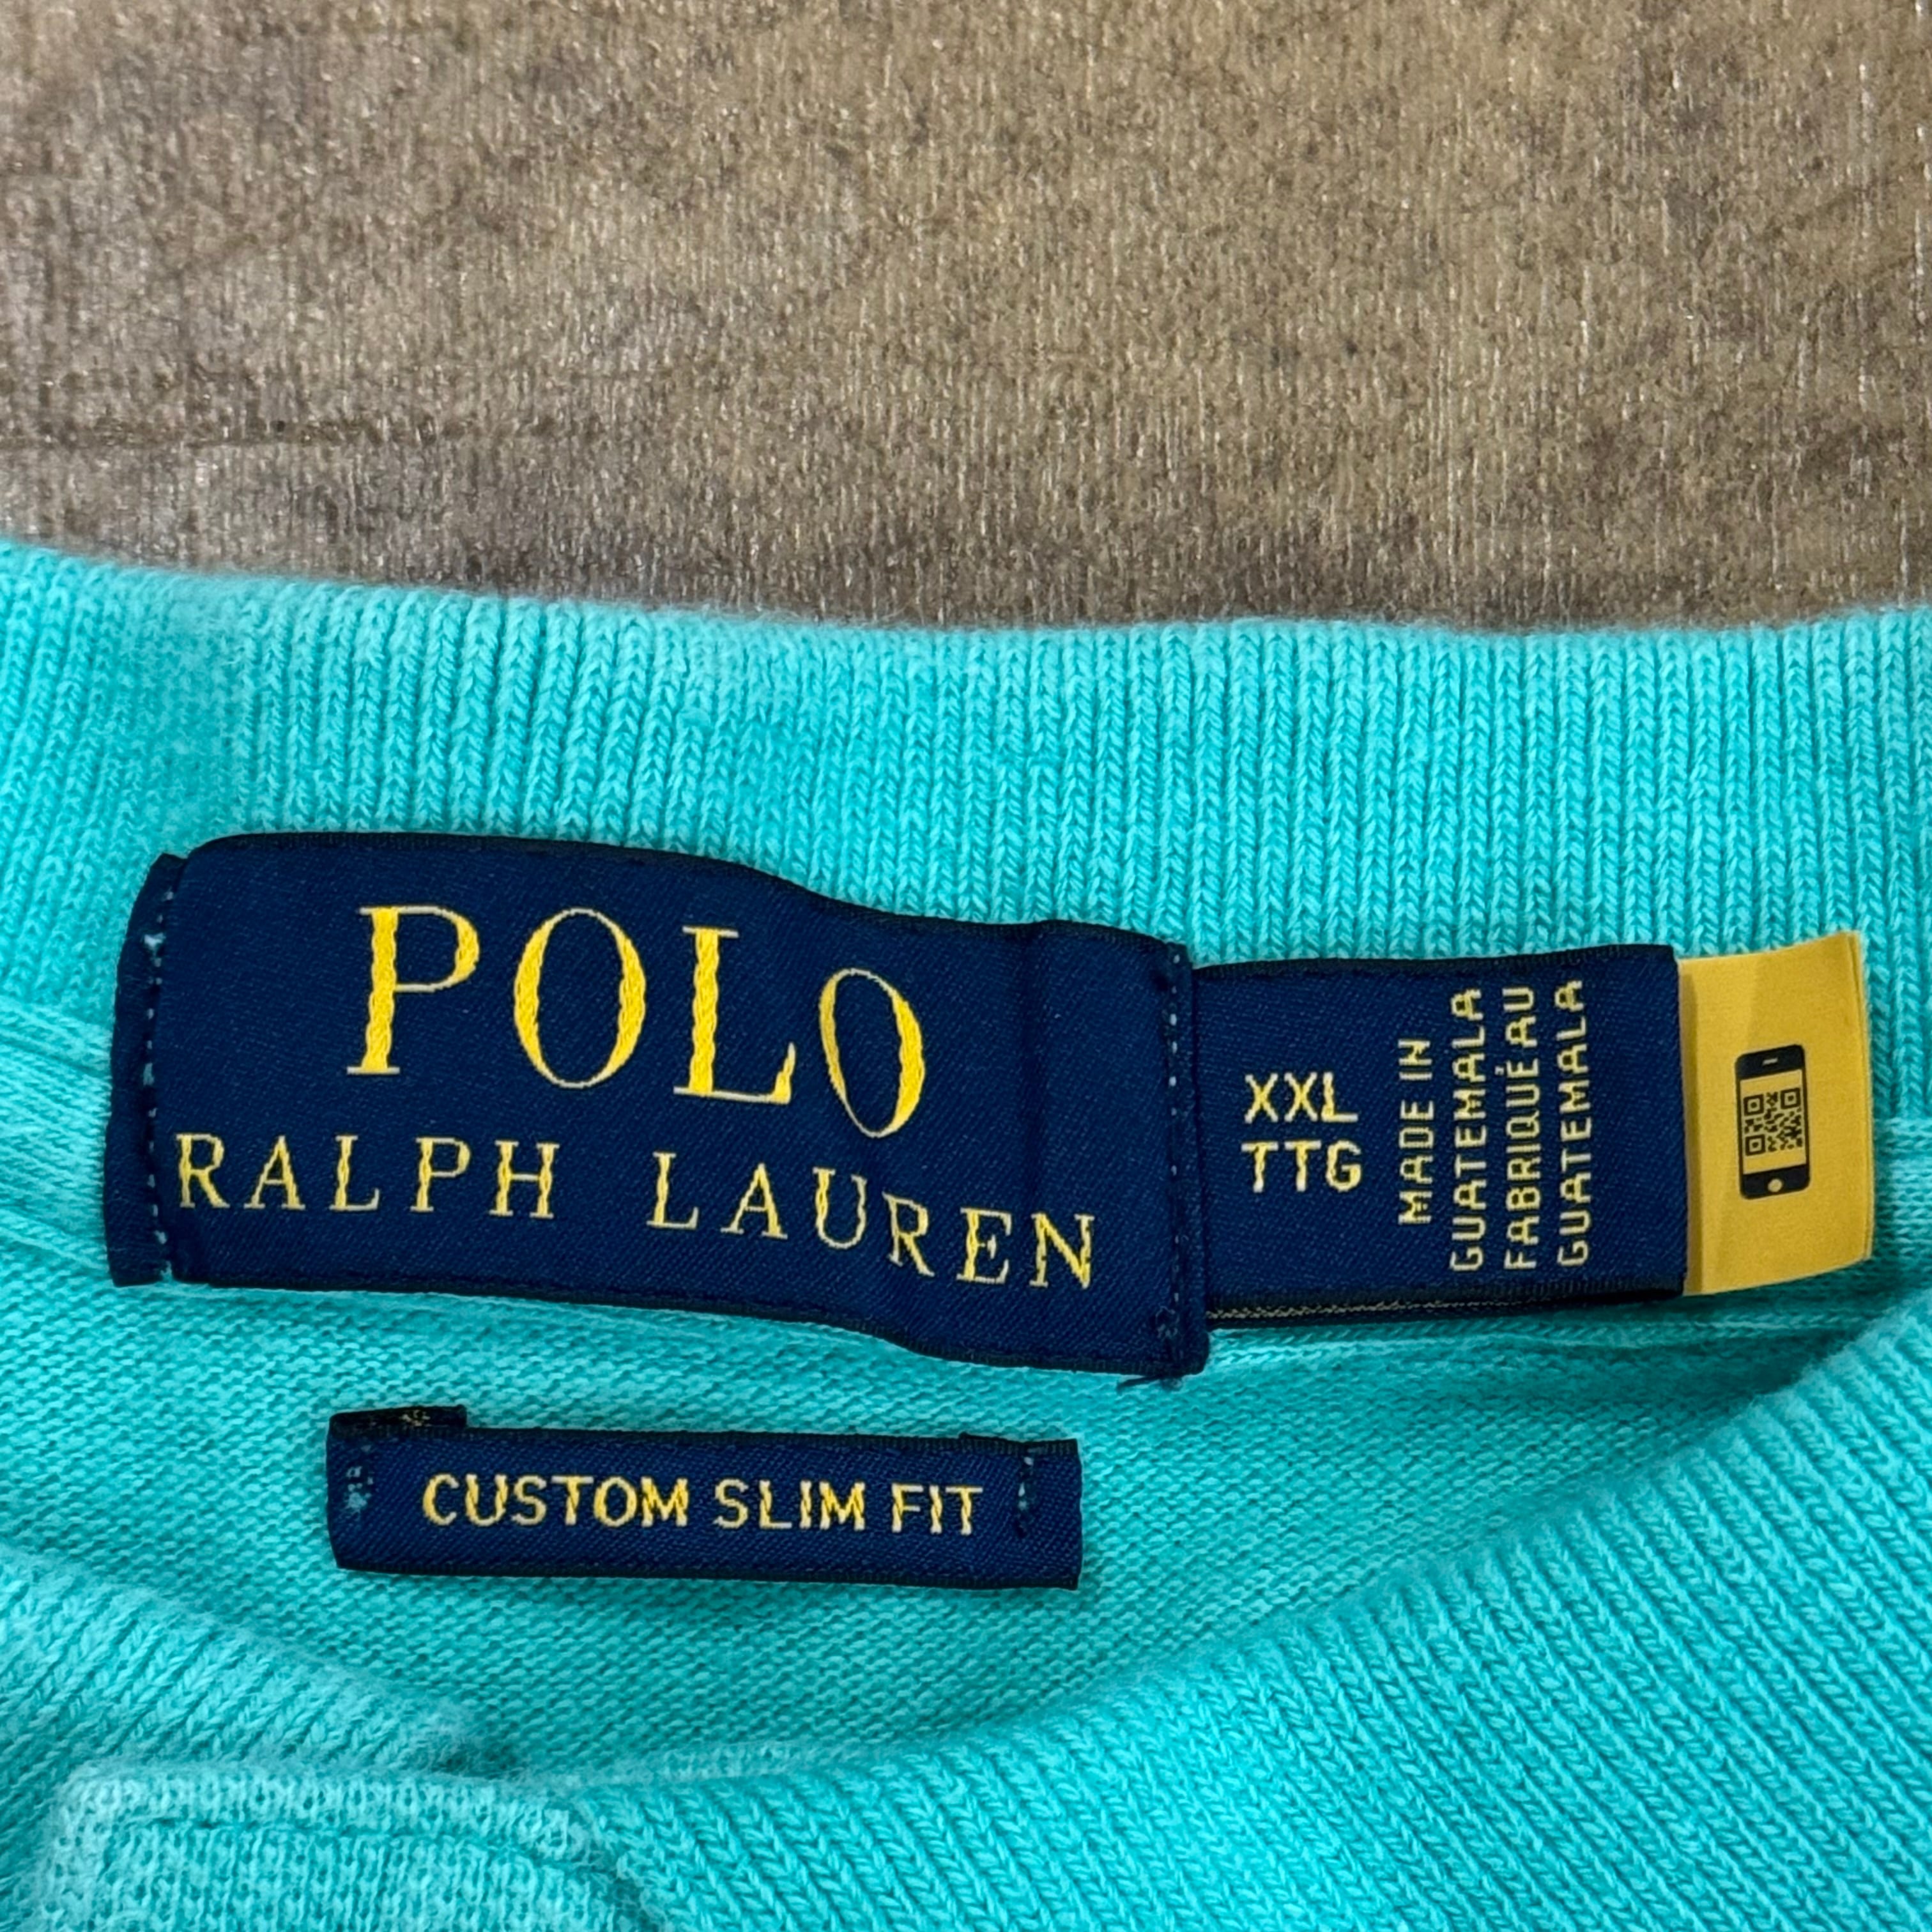 POLO
RALPH LAUREN
XXL
TTG
MADE IN
GUATEMALA
FABRIQUÉ AU
GUATEMALA
CUSTOM SLIM FIT